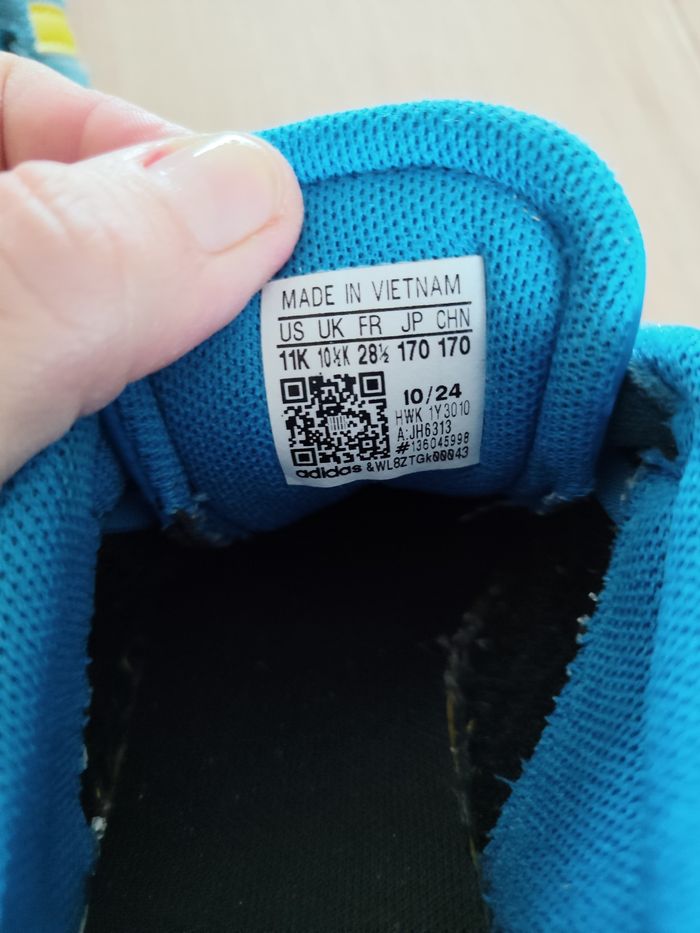 MADE IN VIETNAM
US UK FR JP CHN
11K 10½K 28½ 170 170
10/24
HWK 1Y3010
A:JH6313
#136045998
adidas &WL8ZTGk00043